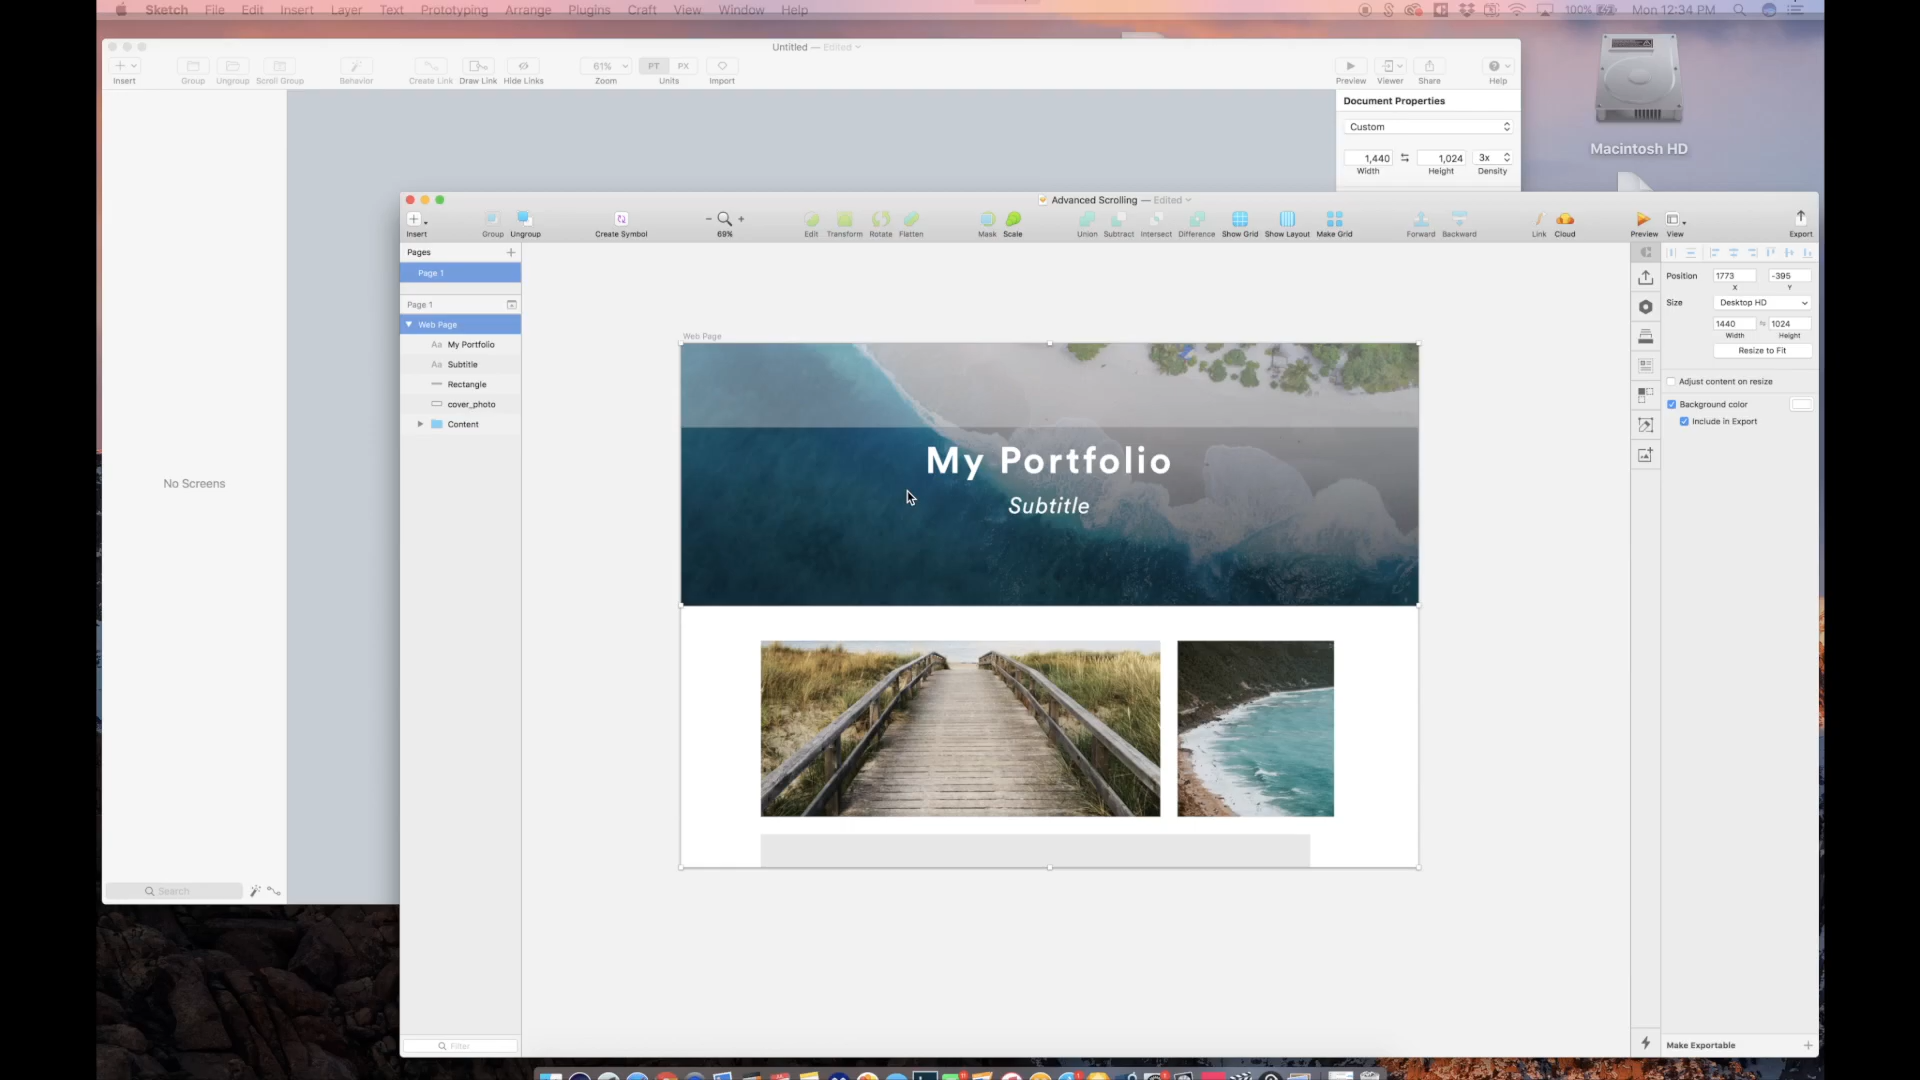 Sketch File Edit Insert Layer Text Prototyping Arrange Plugins Craft View Window Help
100% Mon 12:34 PM
Untitled — Edited
Insert Group Ungroup Scroll Group Behavior Create Link Draw Link Hide Links
61% Zoom
PT PX
Units
Import
Preview Viewer Share Help
Document Properties
Custom
1,440 1,024 3x
Width Height Density
Macintosh HD
No Screens
Search
Advanced Scrolling — Edited
Insert Group Ungroup Create Symbol 69% Edit Transform Rotate Flatten Mask Scale Union Subtract Intersect Difference Show Grid Show Layout Make Grid Forward Backward Link Cloud Preview View Export
Pages
Page 1
Page 1
Web Page
Aa My Portfolio
Aa Subtitle
Rectangle
cover_photo
Content
Filter
Web Page
My Portfolio
Subtitle
Position 1773 -395
X Y
Size Desktop HD
1440 1024
Width Height
Resize to Fit
Adjust content on resize
Background color
Include in Export
Make Exportable